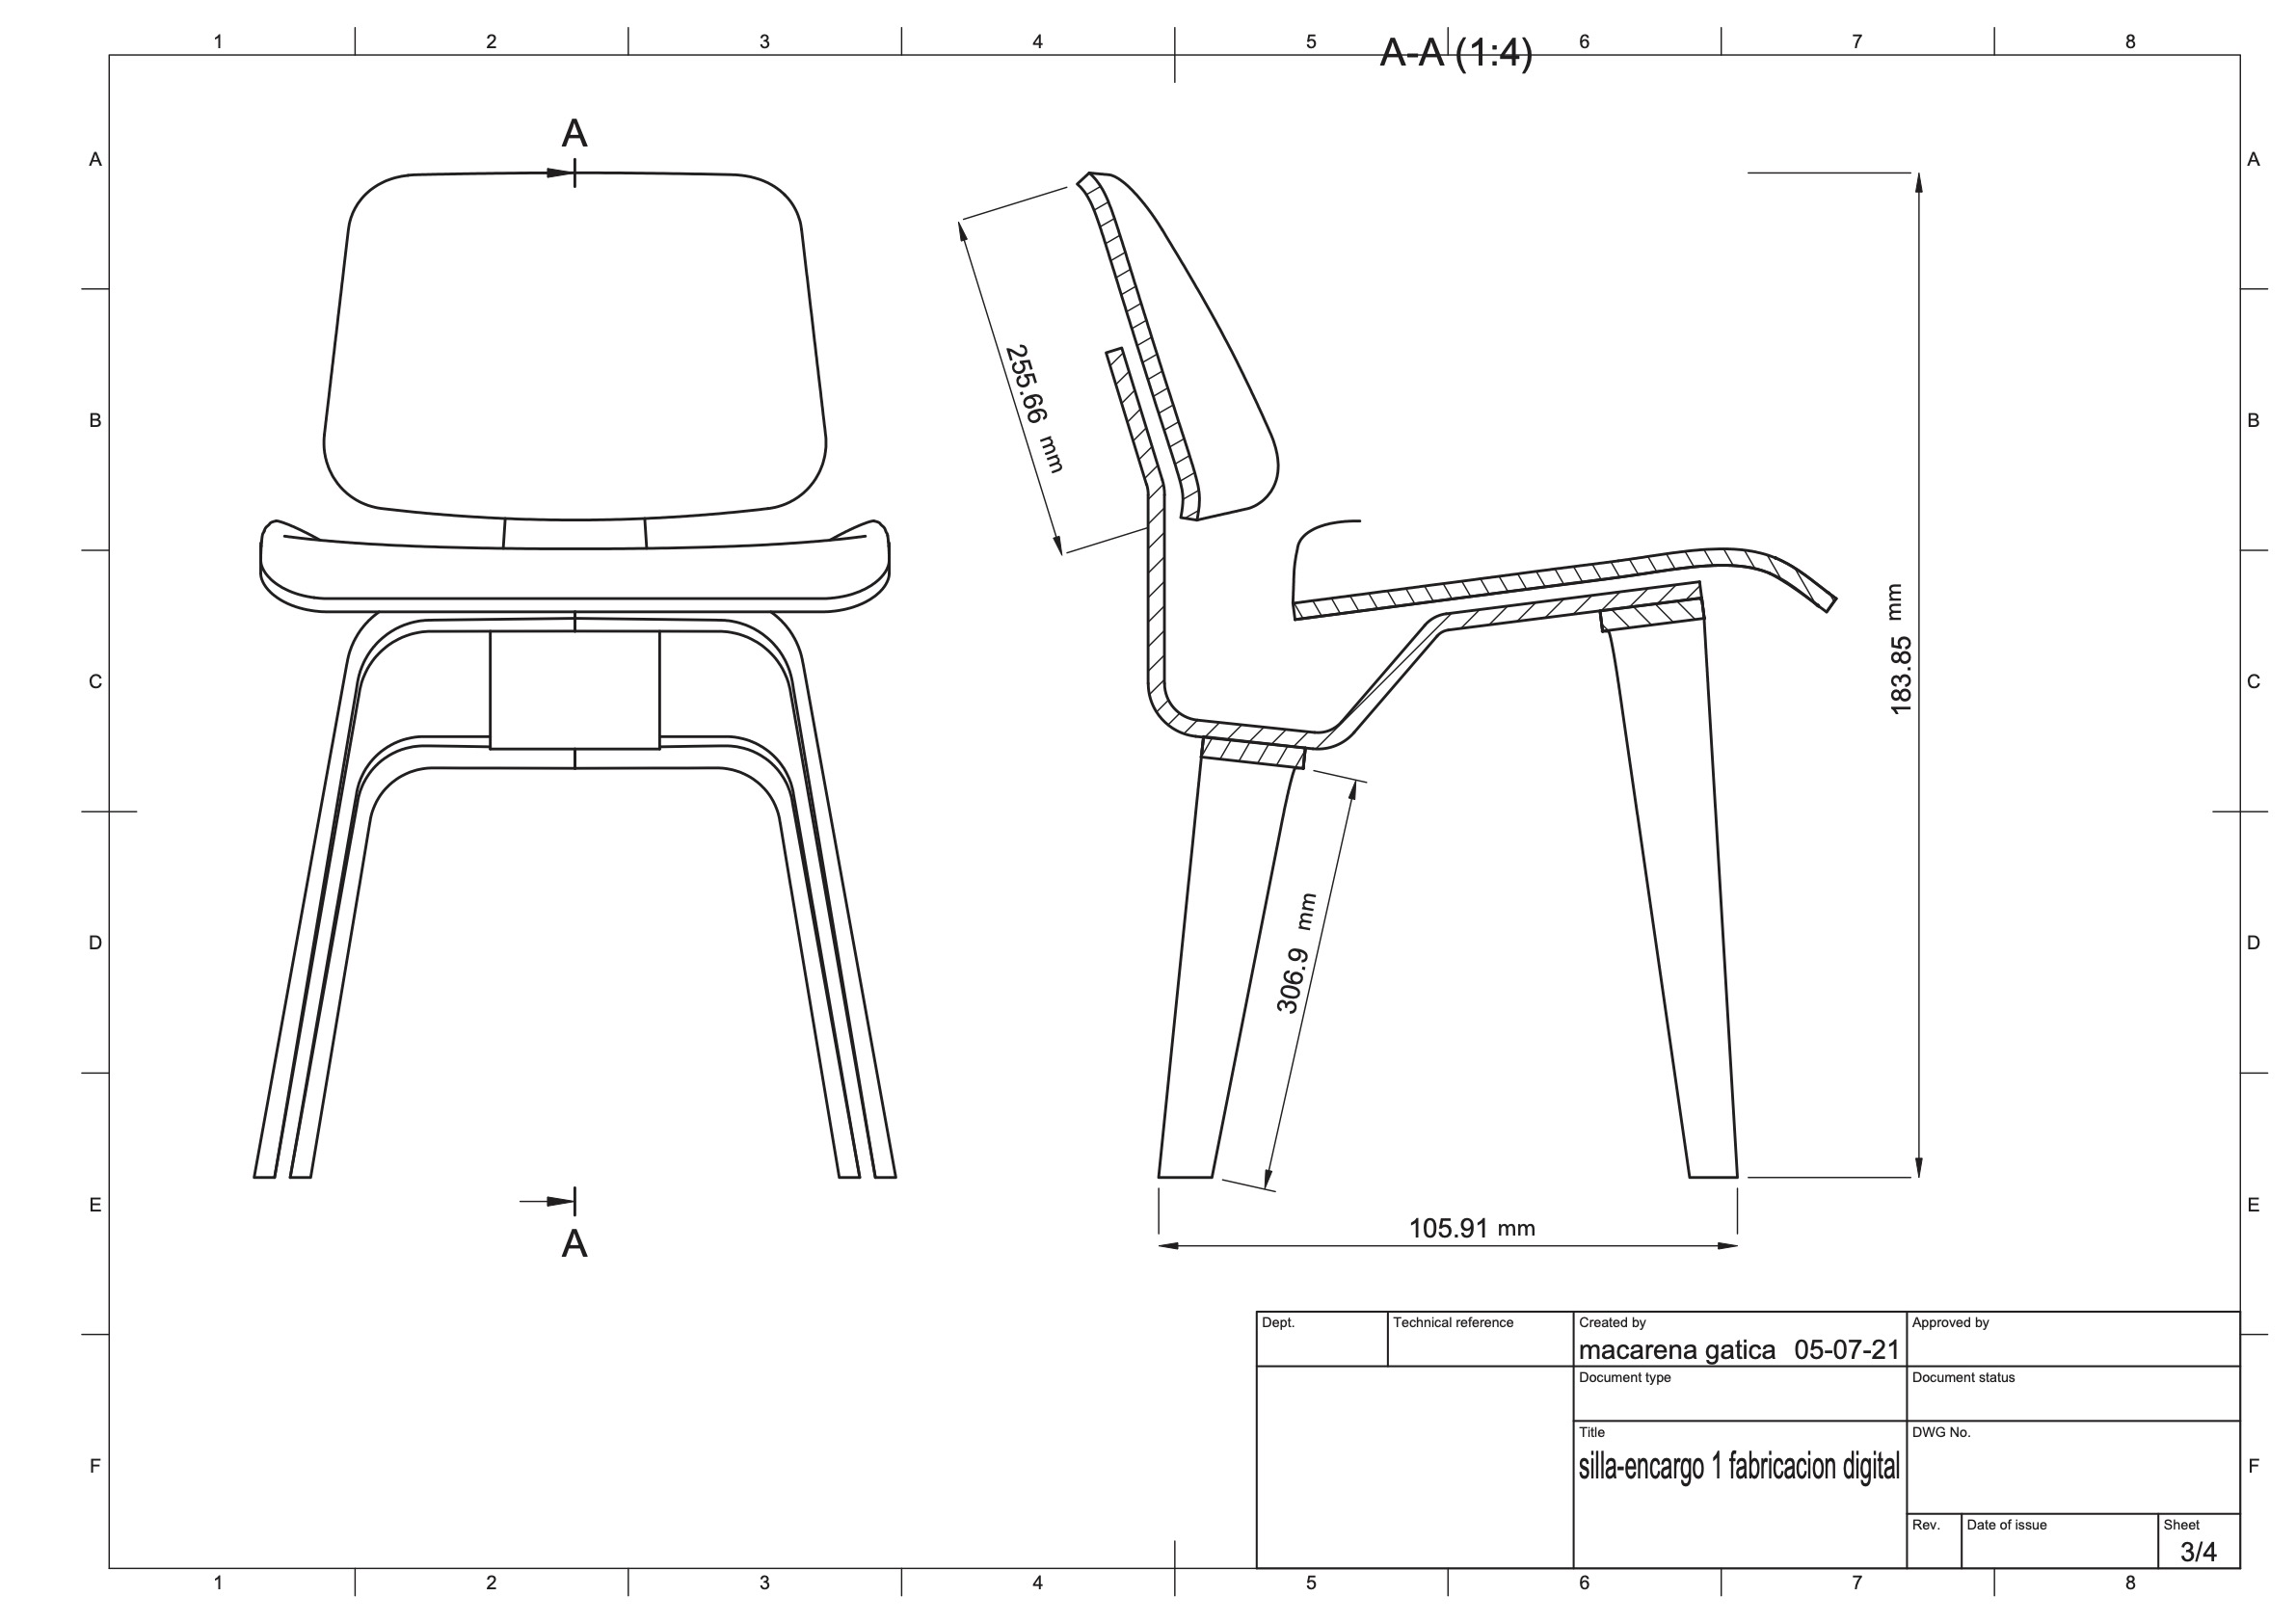 1 2 3 4 5 6 7 8
A-A (1:4)
A
A A
B B
C C
D D
E E
F F
255.66 mm
183.85 mm
306.9 mm
105.91 mm
A
Dept.
Technical reference
Created by
macarena gatica 05-07-21
Approved by
Document type
Document status
Title
silla-encargo 1 fabricacion digital
DWG No.
Rev.
Date of issue
Sheet
3/4
1 2 3 4 5 6 7 8